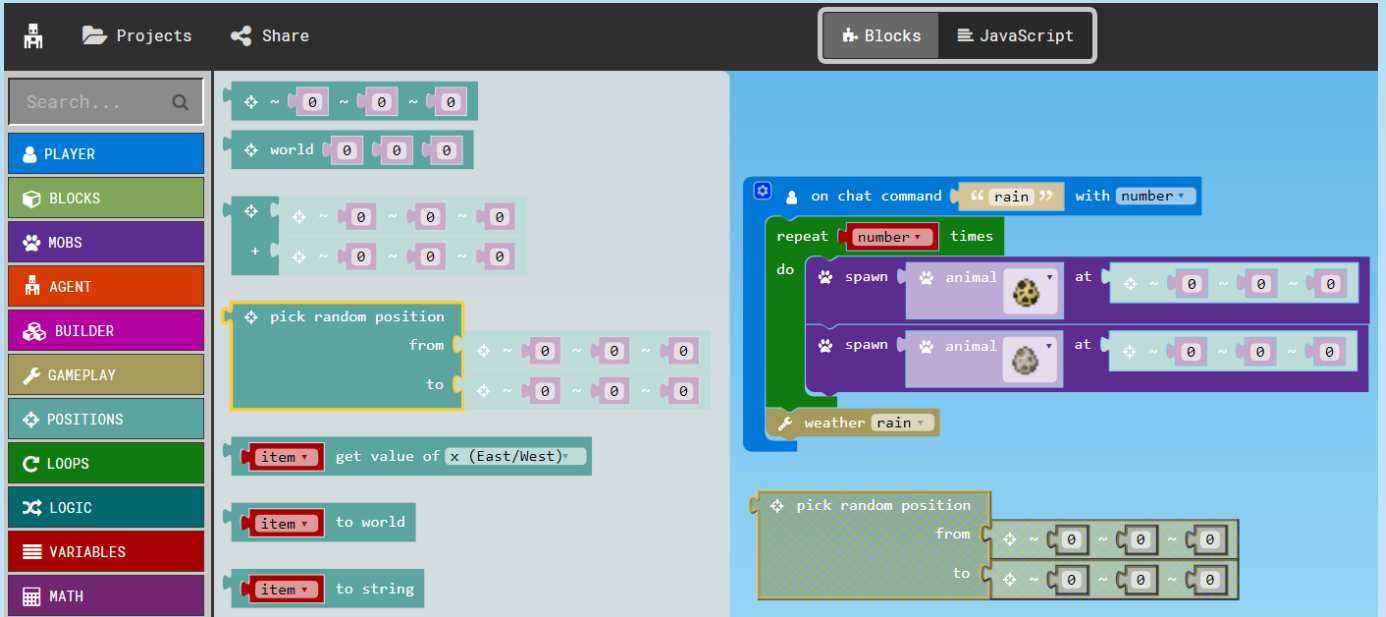 Projects Share Blocks JavaScript
Search...
PLAYER
BLOCKS
MOBS
AGENT
BUILDER
GAMEPLAY
POSITIONS
LOOPS
LOGIC
VARIABLES
MATH
~ 0 ~ 0 ~ 0
world 0 0 0
~ 0 ~ 0 ~ 0
+ ~ 0 ~ 0 ~ 0
pick random position
from ~ 0 ~ 0 ~ 0
to ~ 0 ~ 0 ~ 0
item get value of x (East/West)
item to world
item to string
on chat command “ rain ” with number
repeat number times
do spawn animal at ~ 0 ~ 0 ~ 0
spawn animal at ~ 0 ~ 0 ~ 0
weather rain
pick random position
from ~ 0 ~ 0 ~ 0
to ~ 0 ~ 0 ~ 0